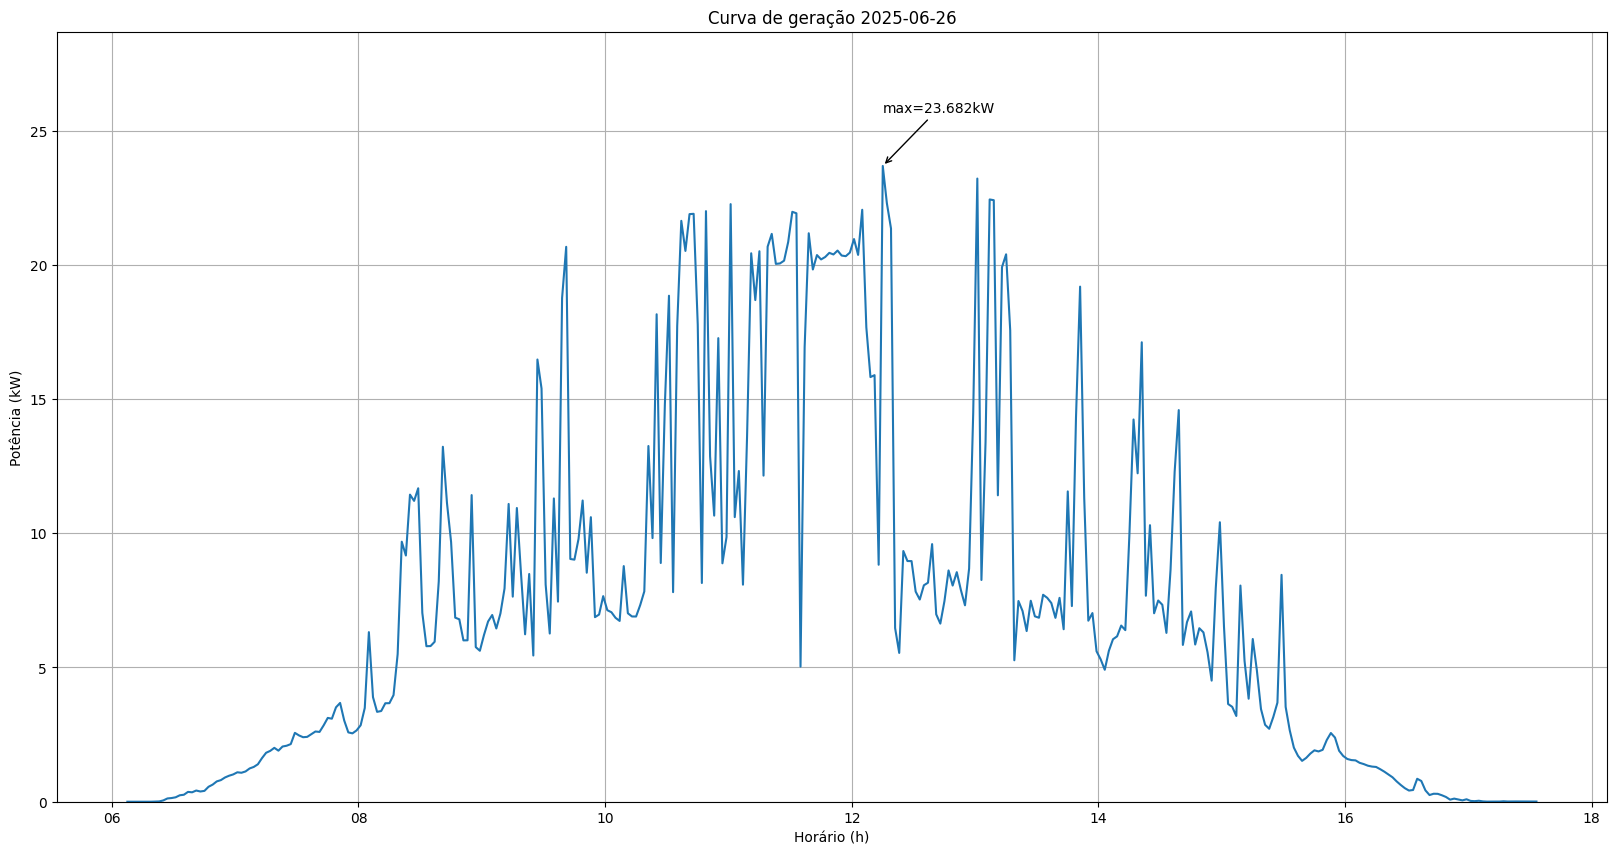 Curva de geração 2025-06-26
max=23.682kW
25
20
15
10
5
0
Potência (kW)
06 08 10 12 14 16 18
Horário (h)